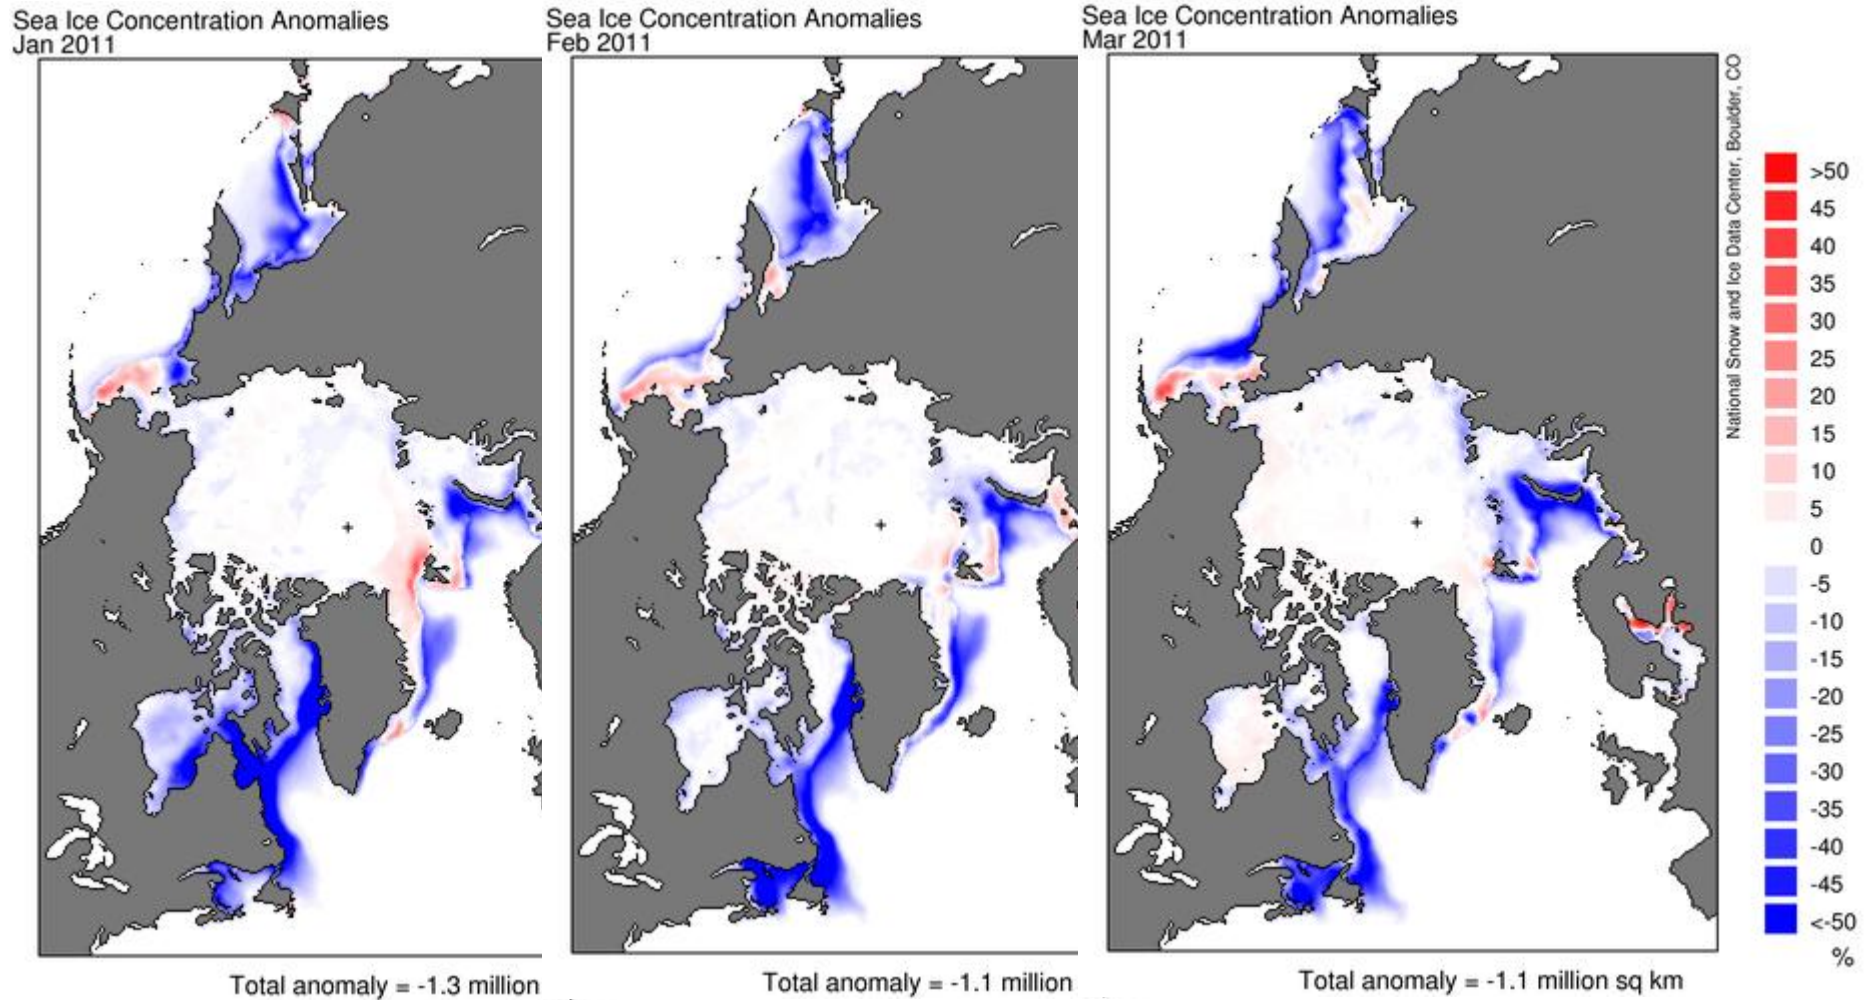 Sea Ice Concentration Anomalies
Jan 2011
Total anomaly = -1.3 million
Sea Ice Concentration Anomalies
Feb 2011
Total anomaly = -1.1 million
Sea Ice Concentration Anomalies
Mar 2011
Total anomaly = -1.1 million sq km
National Snow and Ice Data Center, Boulder, CO
>50
45
40
35
30
25
20
15
10
5
0
-5
-10
-15
-20
-25
-30
-35
-40
-45
<-50
%